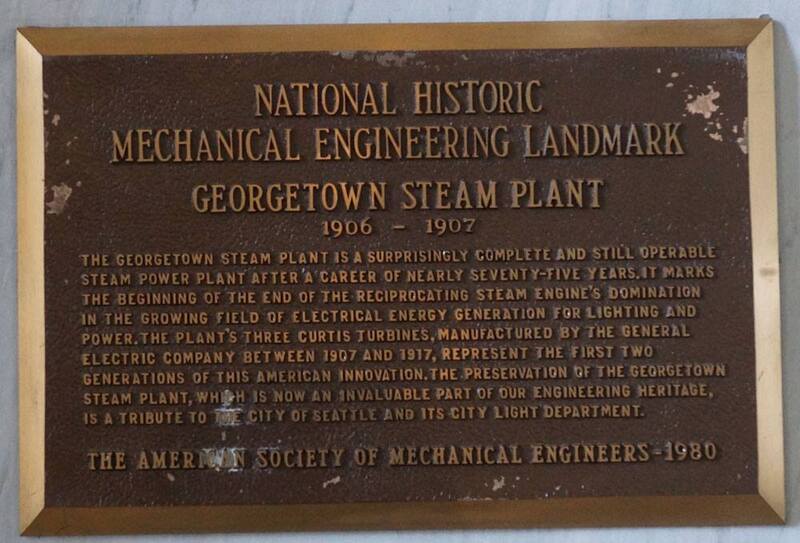 NATIONAL HISTORIC
MECHANICAL ENGINEERING LANDMARK
GEORGETOWN STEAM PLANT
1906 - 1907
THE GEORGETOWN STEAM PLANT IS A SURPRISINGLY COMPLETE AND STILL OPERABLE
STEAM POWER PLANT AFTER A CAREER OF NEARLY SEVENTY-FIVE YEARS. IT MARKS
THE BEGINNING OF THE END OF THE RECIPROCATING STEAM ENGINE'S DOMINATION
IN THE GROWING FIELD OF ELECTRICAL ENERGY GENERATION FOR LIGHTING AND
POWER. THE PLANT'S THREE CURTIS TURBINES, MANUFACTURED BY THE GENERAL
ELECTRIC COMPANY BETWEEN 1907 AND 1917, REPRESENT THE FIRST TWO
GENERATIONS OF THIS AMERICAN INNOVATION. THE PRESERVATION OF THE GEORGETOWN
STEAM PLANT, WHICH IS NOW AN INVALUABLE PART OF OUR ENGINEERING HERITAGE,
IS A TRIBUTE TO THE CITY OF SEATTLE AND ITS CITY LIGHT DEPARTMENT.
THE AMERICAN SOCIETY OF MECHANICAL ENGINEERS-1980